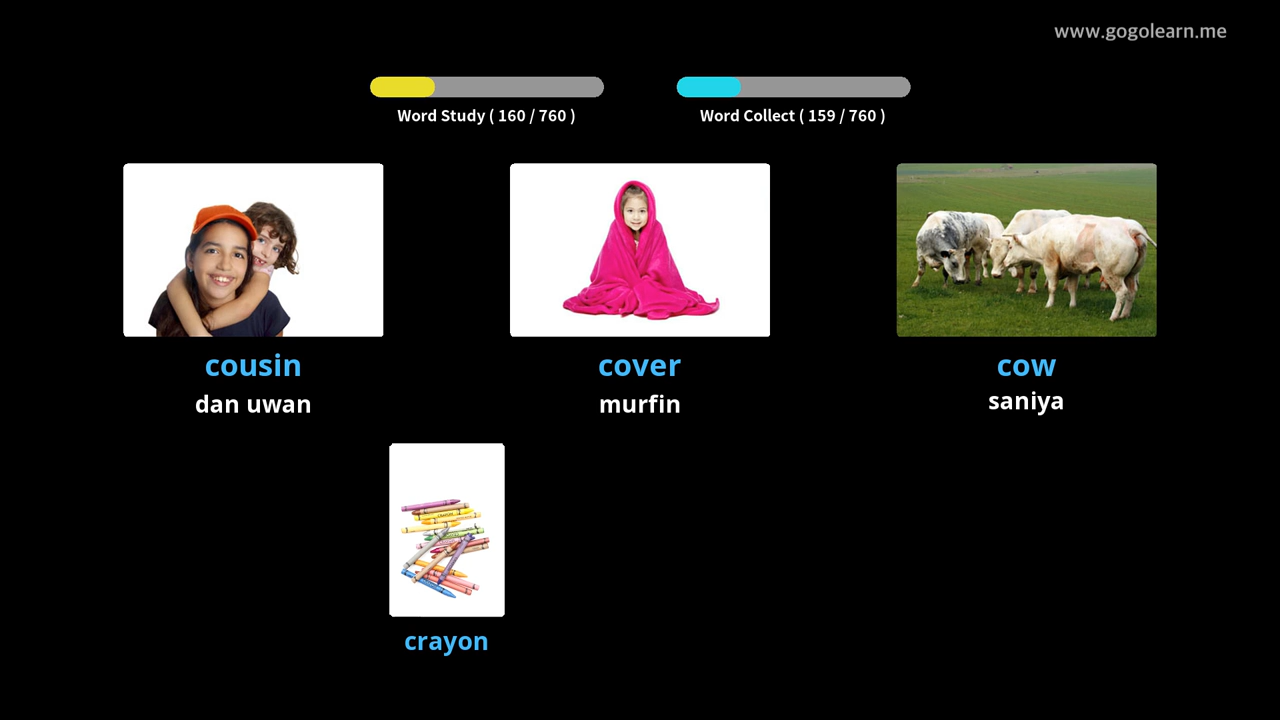 www.gogolearn.me
Word Study ( 160 / 760 )
Word Collect ( 159 / 760 )
cousin
dan uwan
cover
murfin
cow
saniya
crayon